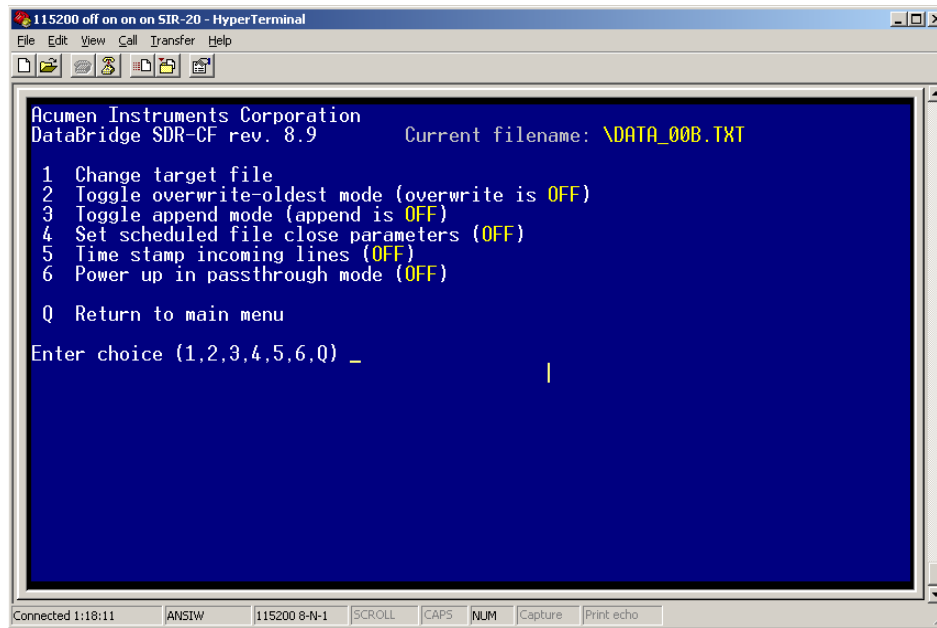 115200 off on on on SIR-20 - HyperTerminal
File Edit View Call Transfer Help
Acumen Instruments Corporation
DataBridge SDR-CF rev. 8.9 Current filename: \DATA_00B.TXT
1 Change target file
2 Toggle overwrite-oldest mode (overwrite is OFF)
3 Toggle append mode (append is OFF)
4 Set scheduled file close parameters (OFF)
5 Time stamp incoming lines (OFF)
6 Power up in passthrough mode (OFF)
Q Return to main menu
Enter choice (1,2,3,4,5,6,Q) _
Connected 1:18:11 ANSIW 115200 8-N-1 SCROLL CAPS NUM Capture Print echo